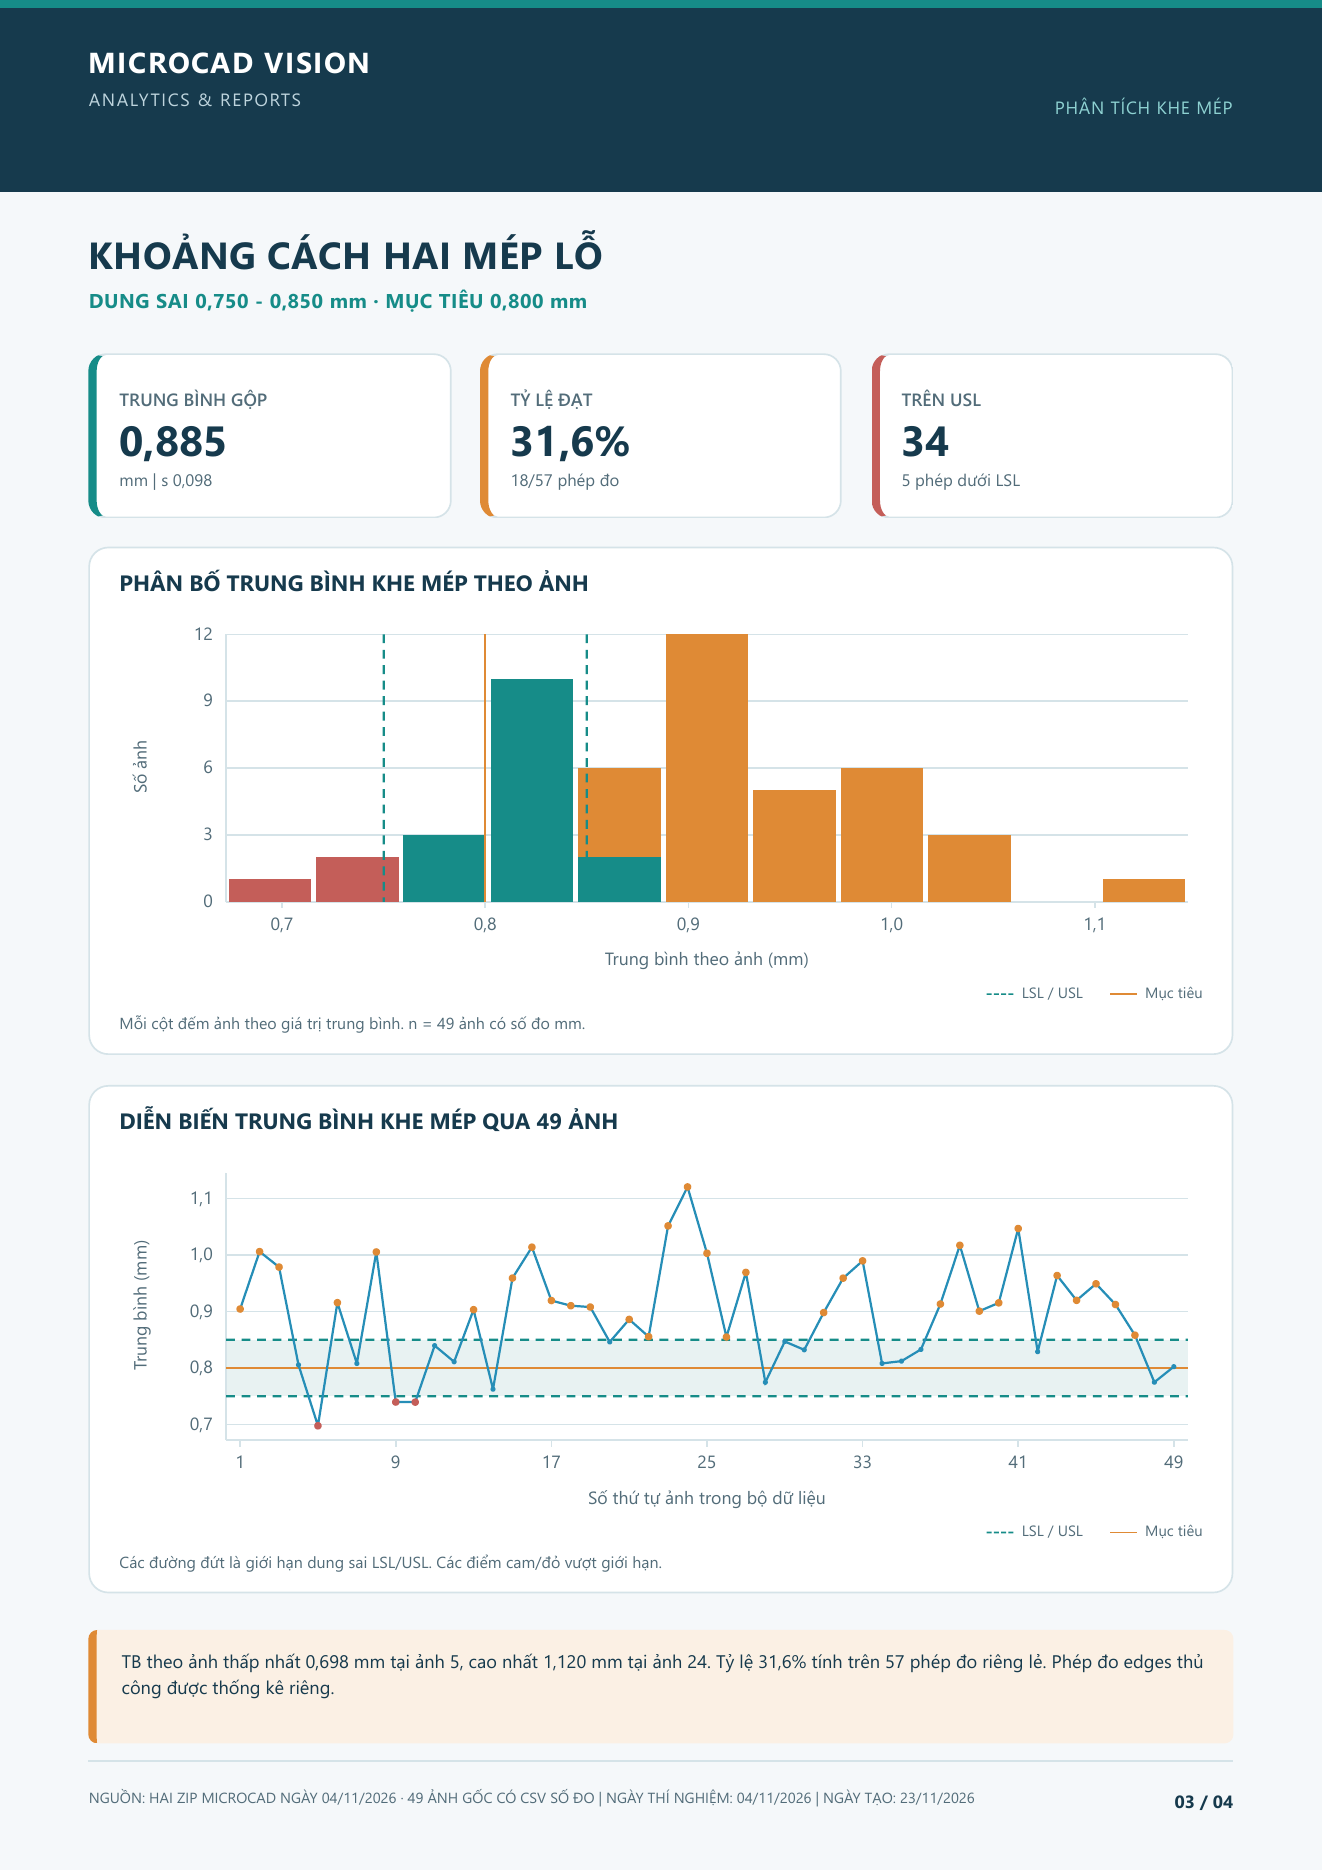 MICROCAD VISION
ANALYTICS & REPORTS
PHÂN TÍCH KHE MÉP
KHOẢNG CÁCH HAI MÉP LỖ
DUNG SAI 0,750 - 0,850 mm · MỤC TIÊU 0,800 mm
TRUNG BÌNH GỘP
0,885
mm | s 0,098
TỶ LỆ ĐẠT
31,6%
18/57 phép đo
TRÊN USL
34
5 phép dưới LSL
PHÂN BỐ TRUNG BÌNH KHE MÉP THEO ẢNH
12
9
6
3
0
Số ảnh
0,7 0,8 0,9 1,0 1,1
Trung bình theo ảnh (mm)
LSL / USL Mục tiêu
Mỗi cột đếm ảnh theo giá trị trung bình. n = 49 ảnh có số đo mm.
DIỄN BIẾN TRUNG BÌNH KHE MÉP QUA 49 ẢNH
1,1
1,0
0,9
0,8
0,7
Trung bình (mm)
1 9 17 25 33 41 49
Số thứ tự ảnh trong bộ dữ liệu
LSL / USL Mục tiêu
Các đường đứt là giới hạn dung sai LSL/USL. Các điểm cam/đỏ vượt giới hạn.
TB theo ảnh thấp nhất 0,698 mm tại ảnh 5, cao nhất 1,120 mm tại ảnh 24. Tỷ lệ 31,6% tính trên 57 phép đo riêng lẻ. Phép đo edges thủ
công được thống kê riêng.
NGUỒN: HAI ZIP MICROCAD NGÀY 04/11/2026 · 49 ẢNH GỐC CÓ CSV SỐ ĐO | NGÀY THÍ NGHIỆM: 04/11/2026 | NGÀY TẠO: 23/11/2026
03 / 04